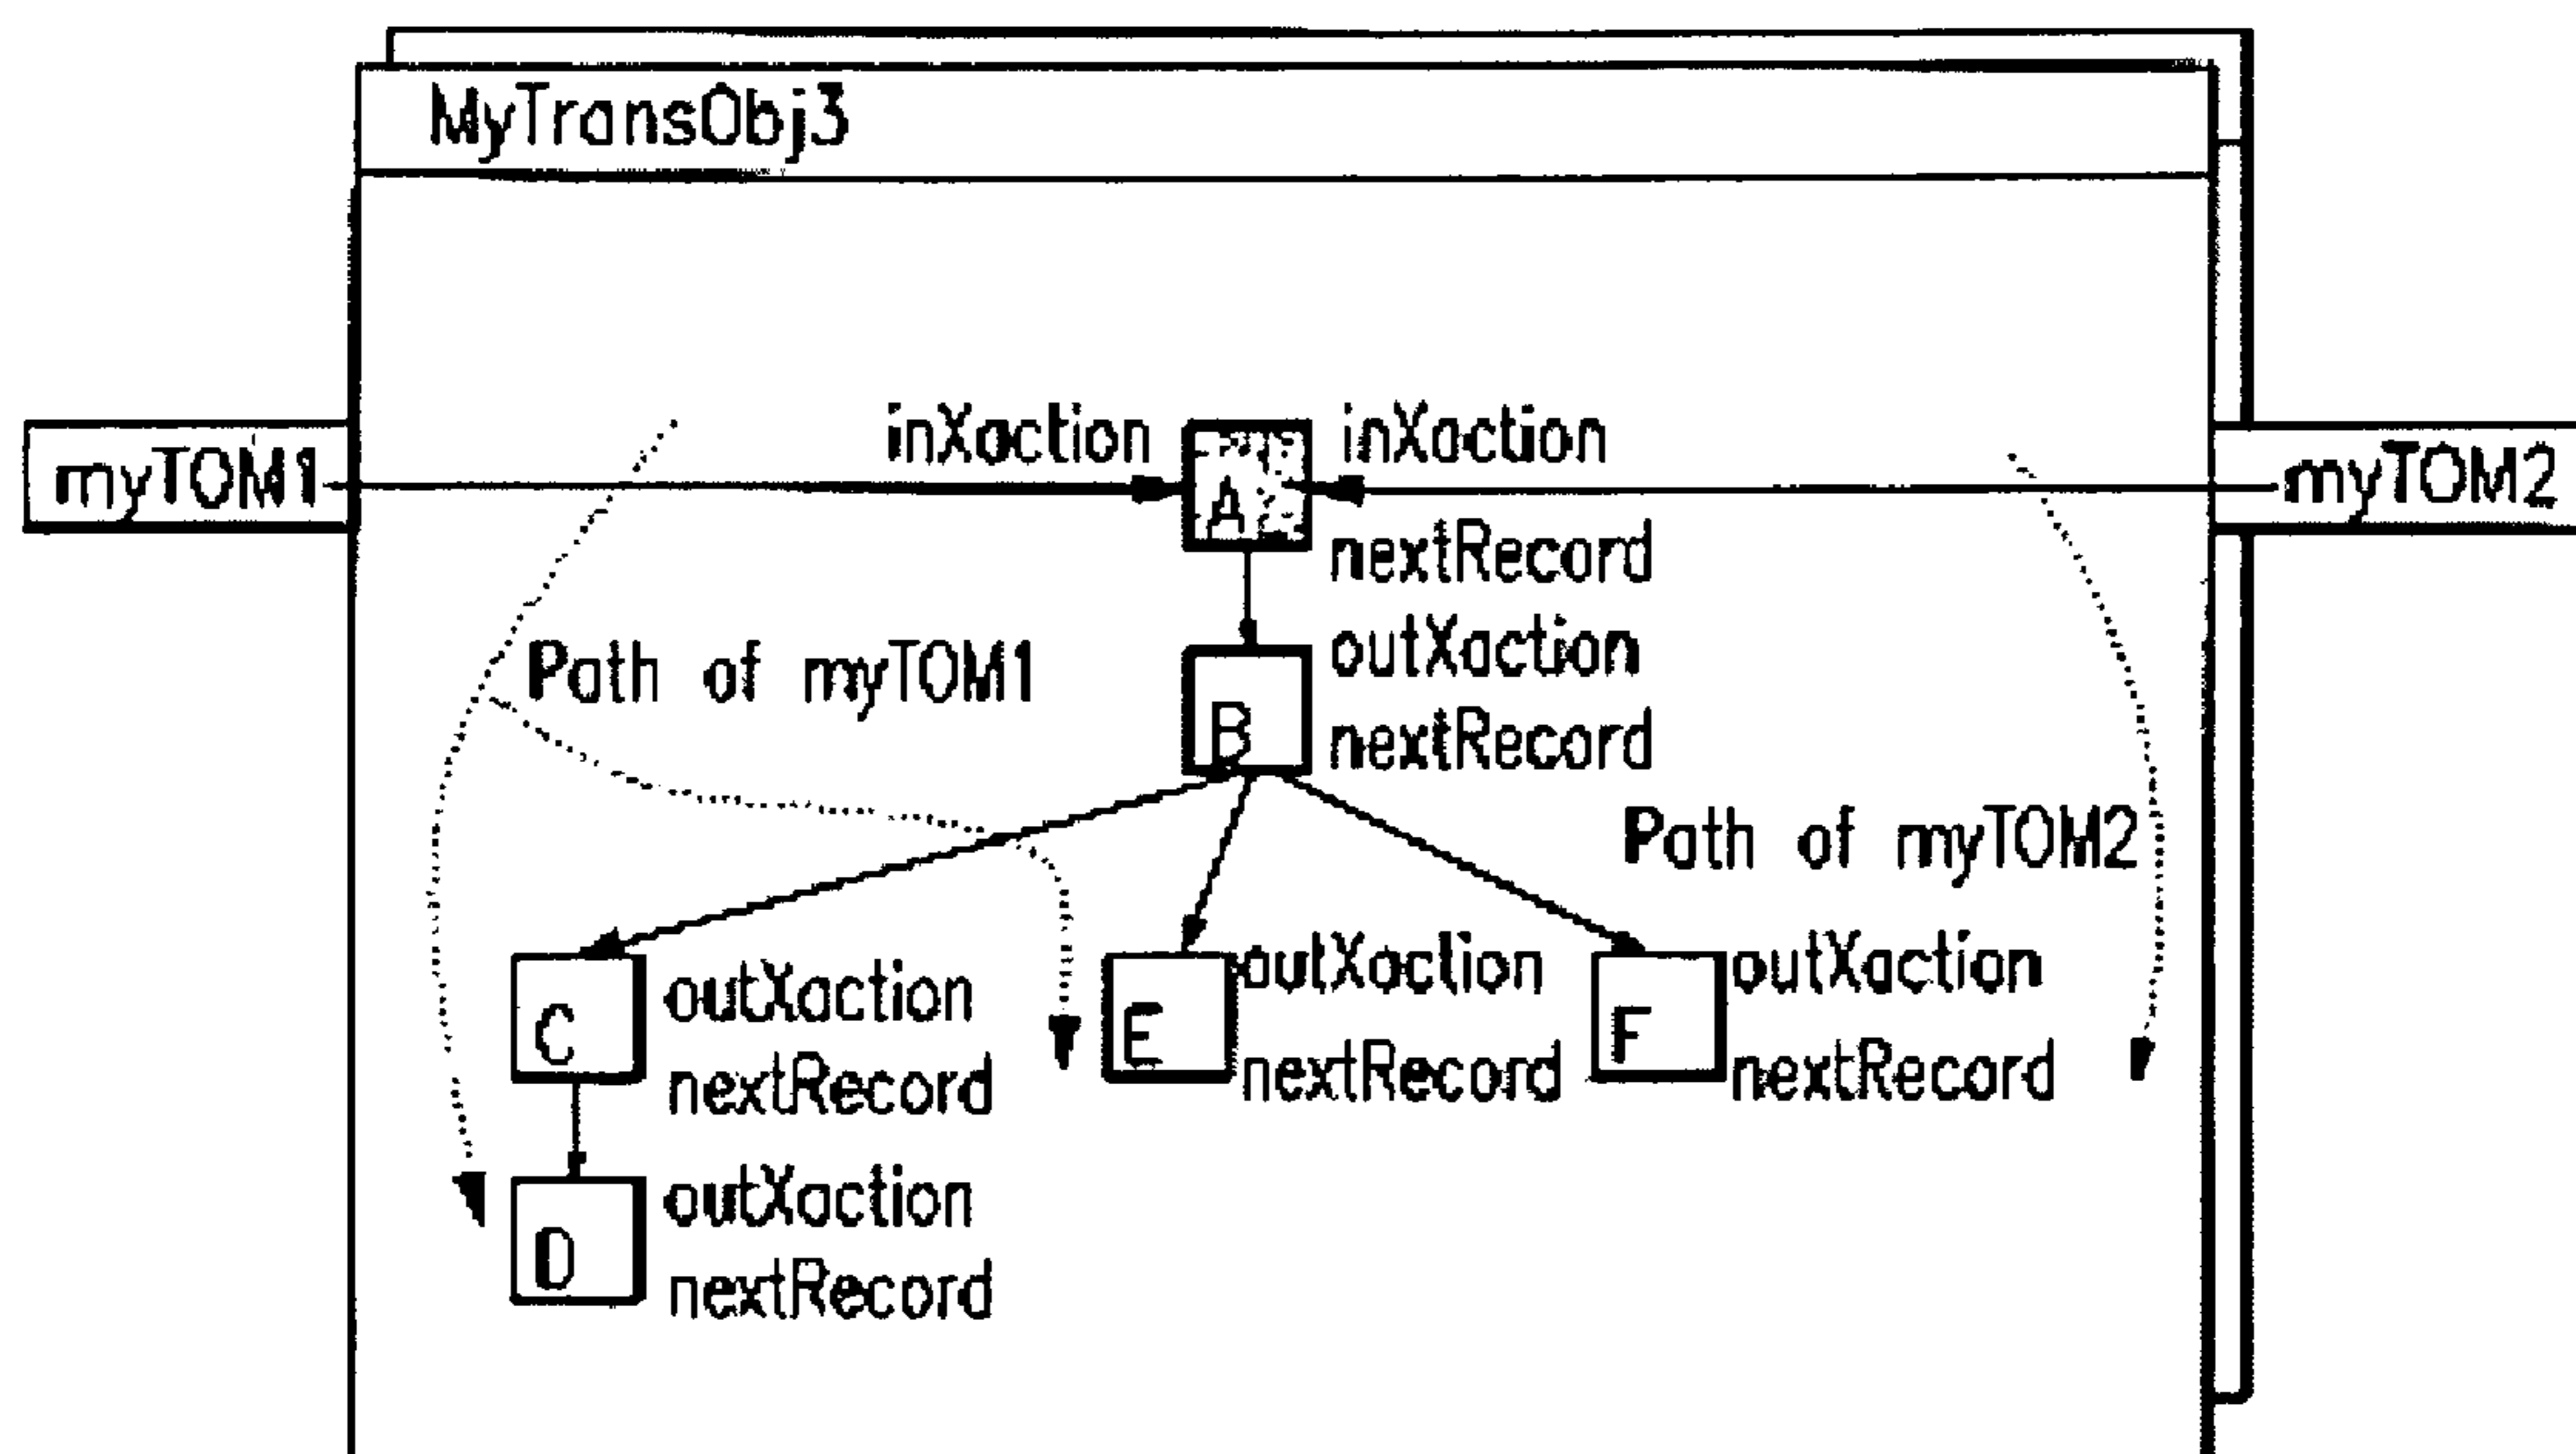 MyTransObj3
inXaction
inXaction
myTOM1
A
myTOM2
nextRecord
outXaction
Path of myTOM1
B
nextRecord
Path of myTOM2
outXaction
outXaction
outXaction
C
E
F
nextRecord
nextRecord
nextRecord
outXaction
D
nextRecord